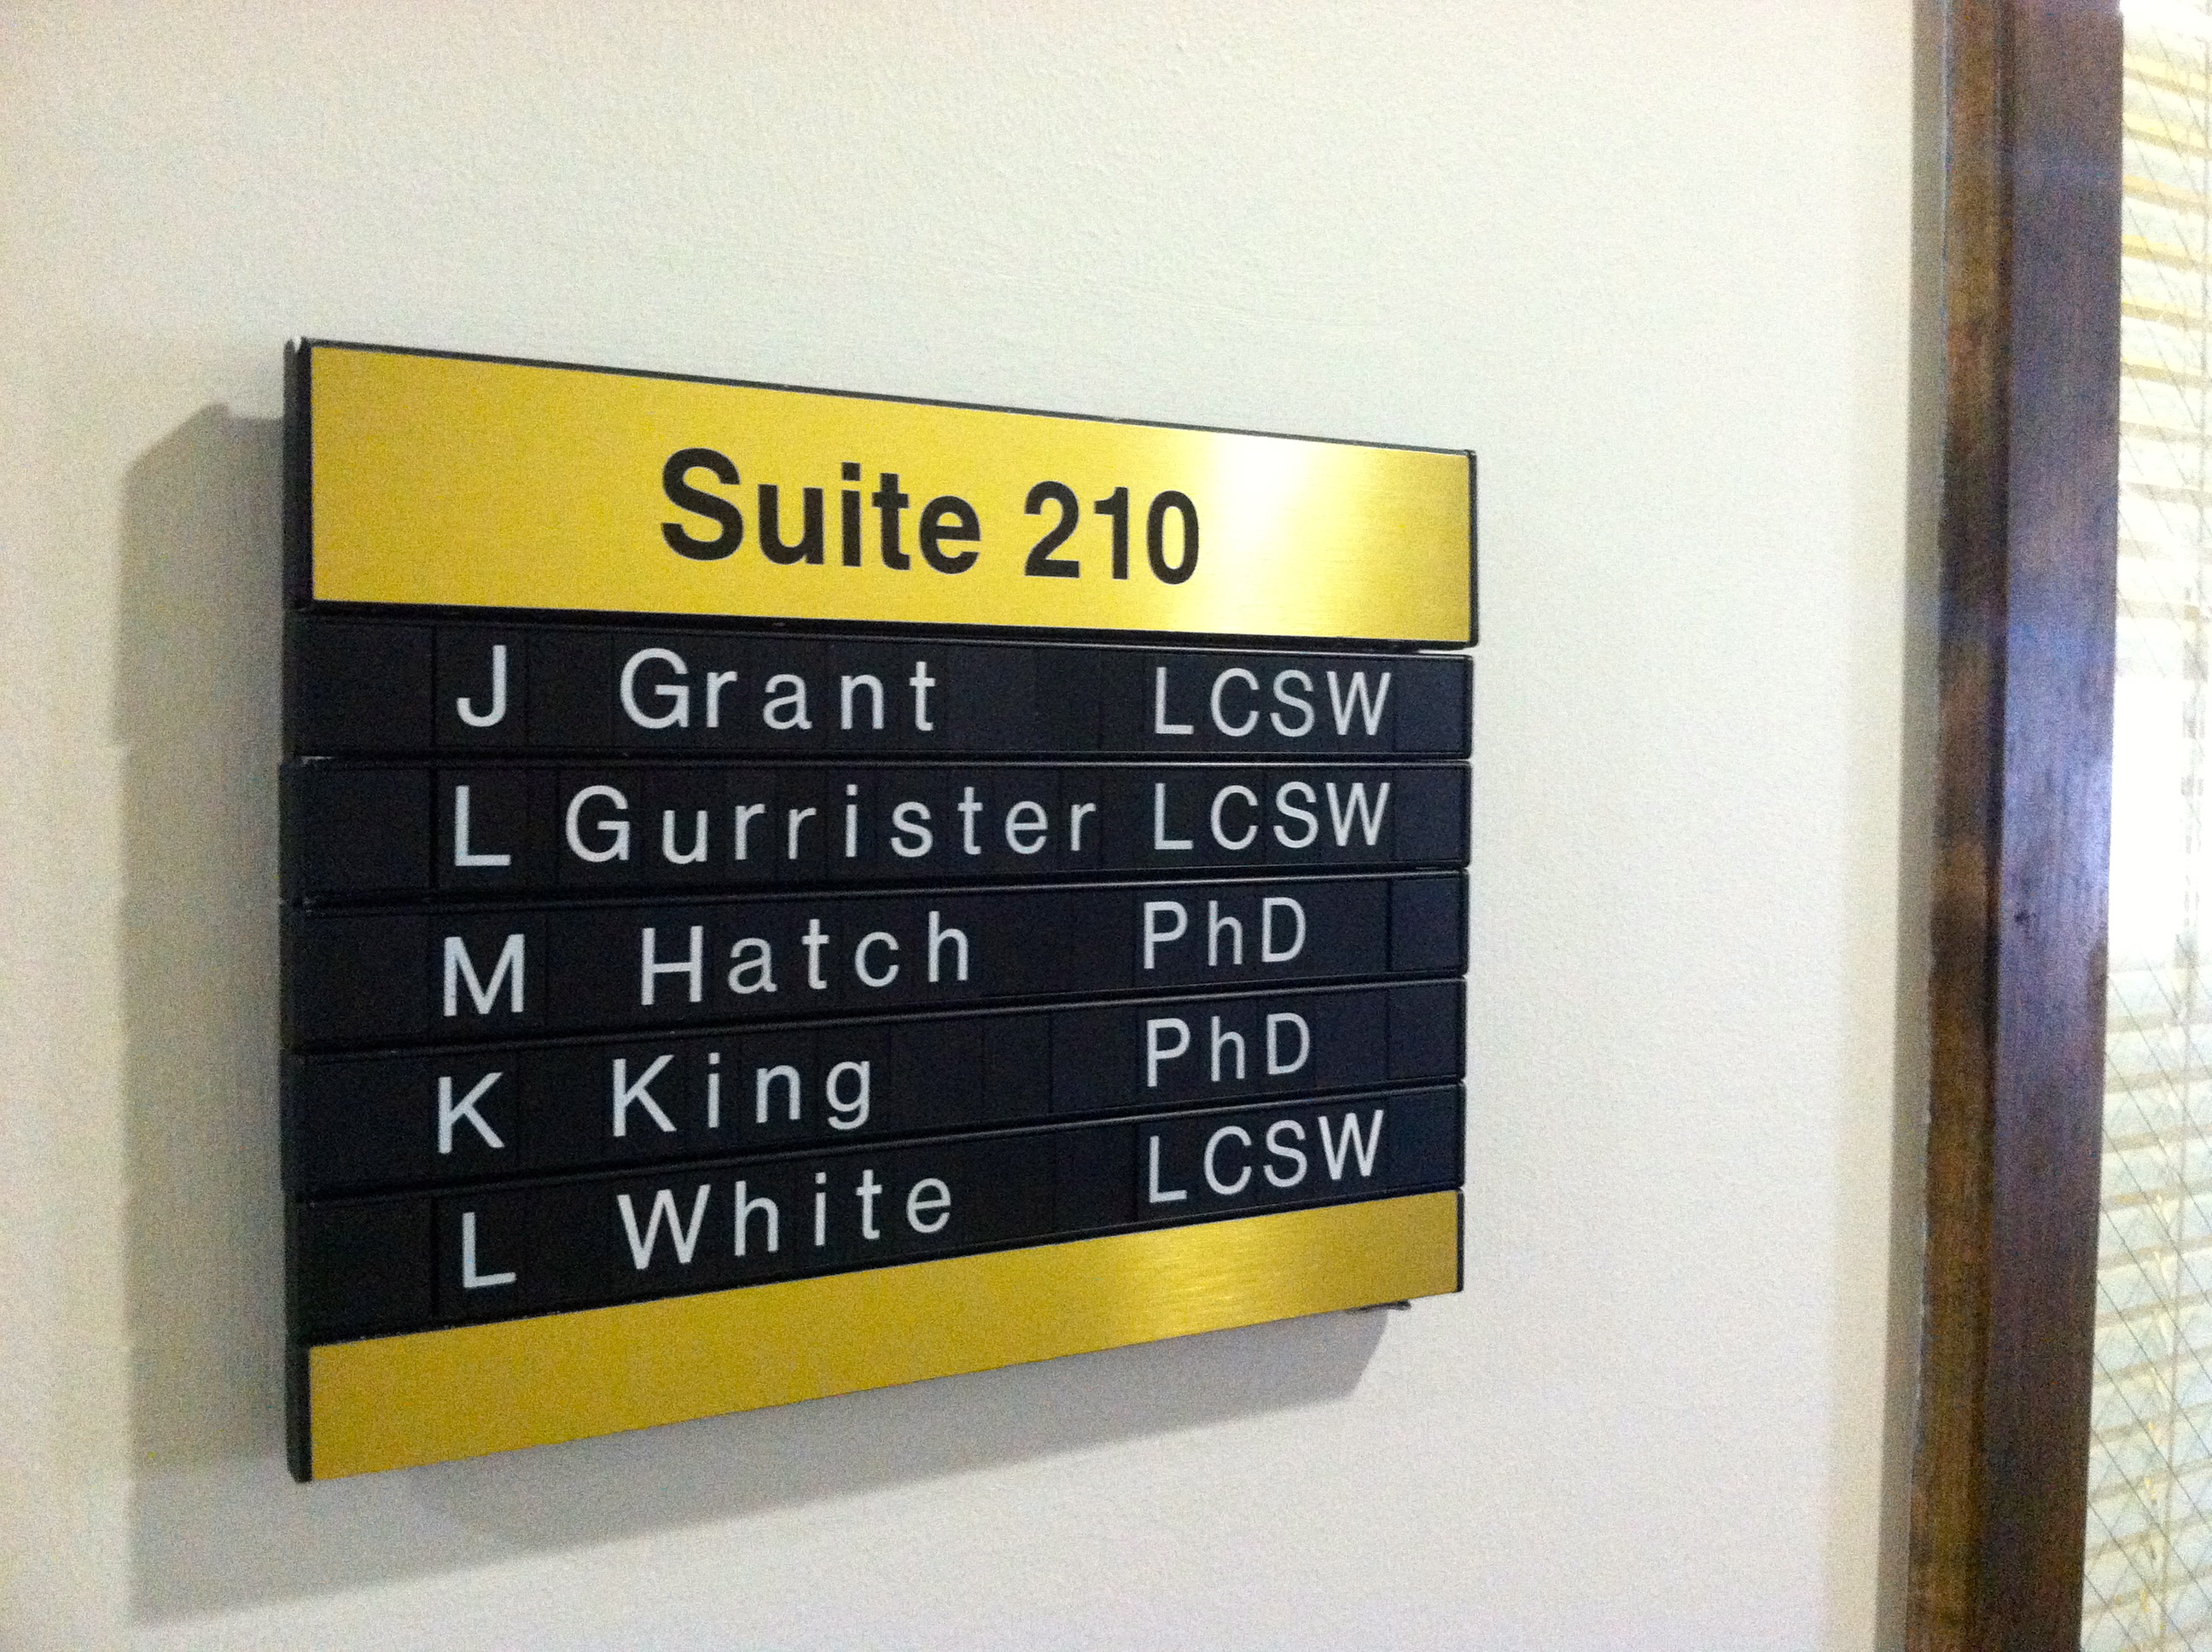 Suite 210
J Grant LCSW
L Gurrister LCSW
M Hatch PhD
K King PhD
L White LCSW